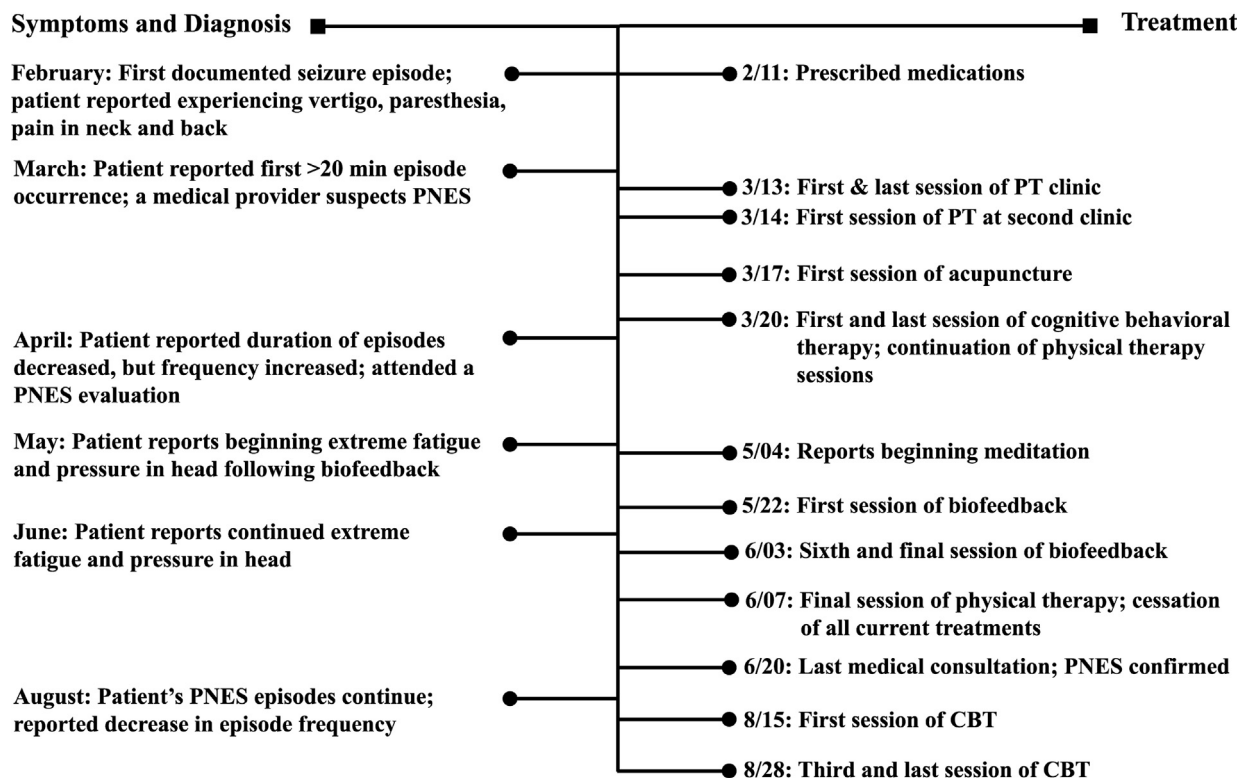 Symptoms and Diagnosis
Treatment
February: First documented seizure episode;
patient reported experiencing vertigo, paresthesia,
pain in neck and back
2/11: Prescribed medications
March: Patient reported first >20 min episode
occurrence; a medical provider suspects PNES
3/13: First & last session of PT clinic
3/14: First session of PT at second clinic
3/17: First session of acupuncture
3/20: First and last session of cognitive behavioral
therapy; continuation of physical therapy
sessions
April: Patient reported duration of episodes
decreased, but frequency increased; attended a
PNES evaluation
May: Patient reports beginning extreme fatigue
and pressure in head following biofeedback
5/04: Reports beginning meditation
5/22: First session of biofeedback
June: Patient reports continued extreme
fatigue and pressure in head
6/03: Sixth and final session of biofeedback
6/07: Final session of physical therapy; cessation
of all current treatments
6/20: Last medical consultation; PNES confirmed
August: Patient’s PNES episodes continue;
reported decrease in episode frequency
8/15: First session of CBT
8/28: Third and last session of CBT